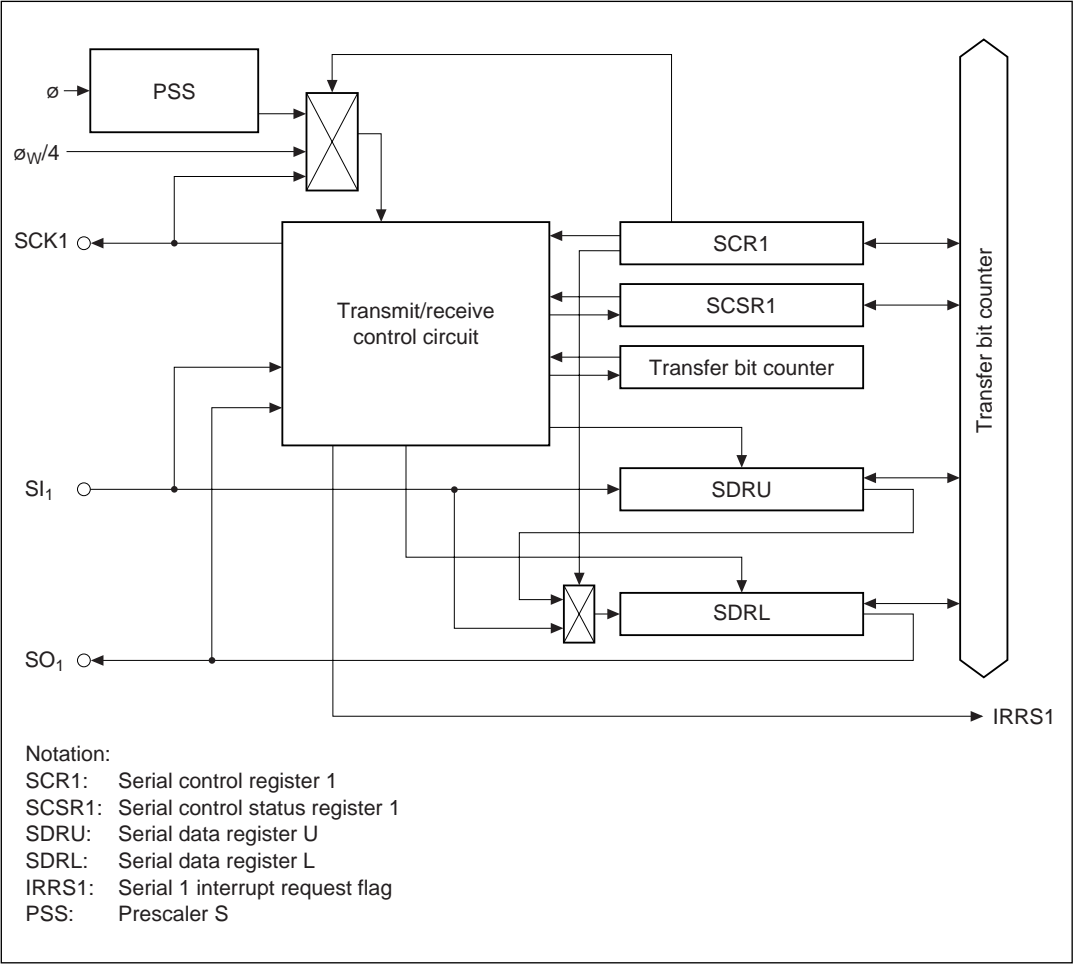 ø
PSS
øW/4
SCK1
SCR1
SCSR1
Transmit/receive
control circuit
Transfer bit counter
Transfer bit counter
SI1
SDRU
SDRL
SO1
IRRS1
Notation:
SCR1: Serial control register 1
SCSR1: Serial control status register 1
SDRU: Serial data register U
SDRL: Serial data register L
IRRS1: Serial 1 interrupt request flag
PSS: Prescaler S